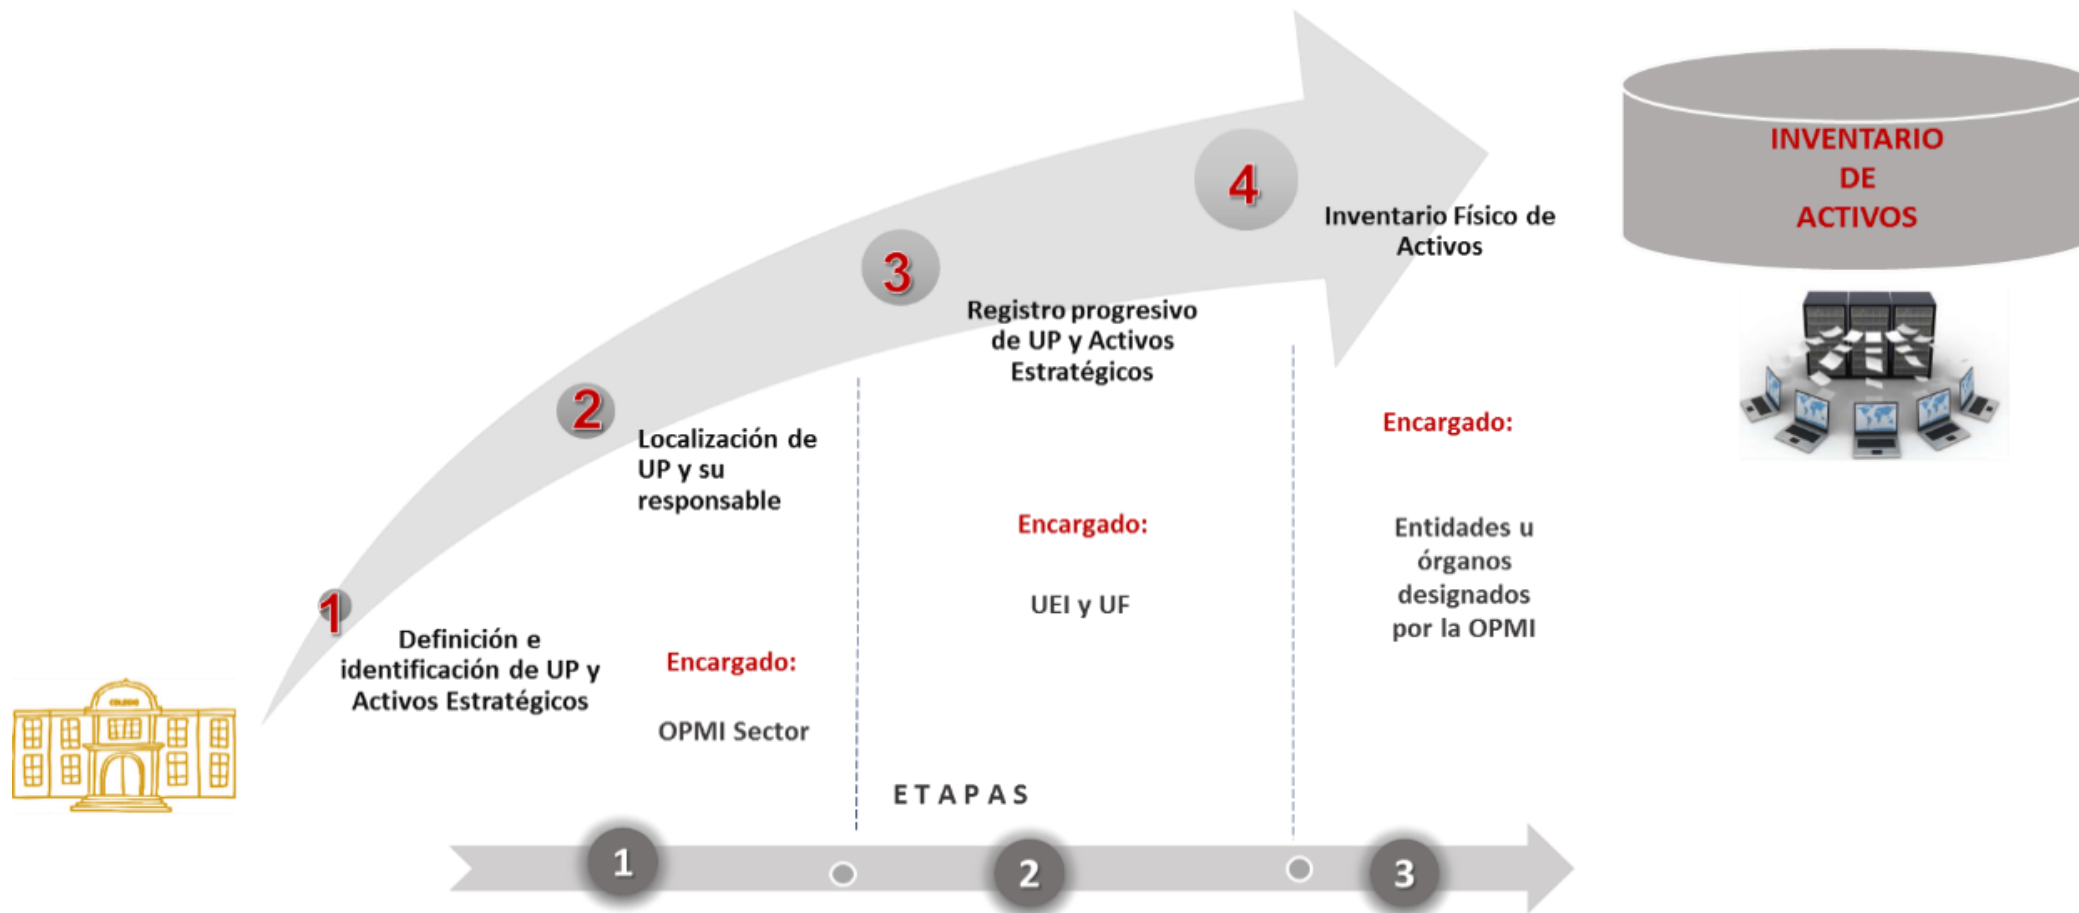 1
Definición e
identificación de UP y
Activos Estratégicos
2
Localización de
UP y su
responsable
Encargado:
OPMI Sector
3
Registro progresivo
de UP y Activos
Estratégicos
Encargado:
UEI y UF
4
Inventario Físico de
Activos
Encargado:
Entidades u
órganos
designados
por la OPMI
INVENTARIO
DE
ACTIVOS
COLEGIO
ETAPAS
1
2
3